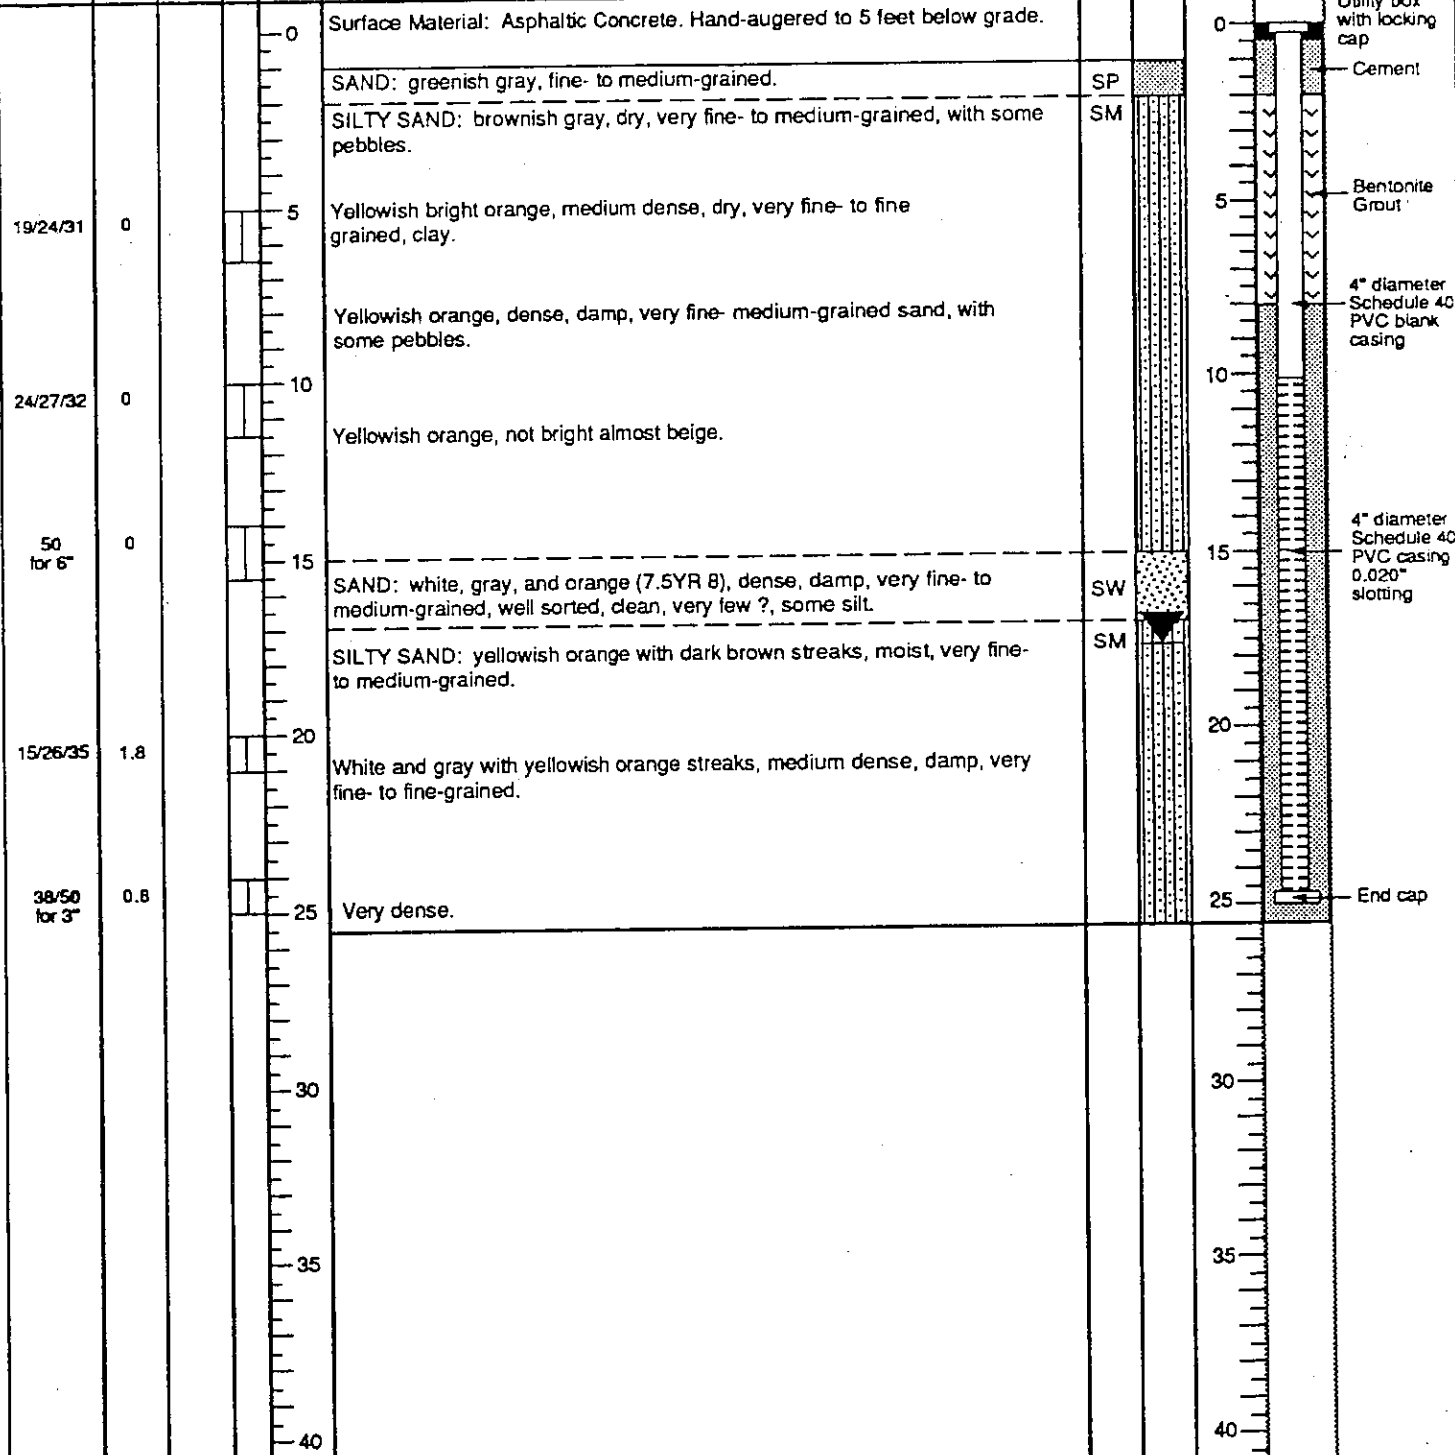 Surface Material: Asphaltic Concrete. Hand-augered to 5 feet below grade.
SAND: greenish gray, fine- to medium-grained.
SP
SILTY SAND: brownish gray, dry, very fine- to medium-grained, with some
pebbles.
SM
Yellowish bright orange, medium dense, dry, very fine- to fine
grained, clay.
Yellowish orange, dense, damp, very fine- medium-grained sand, with
some pebbles.
Yellowish orange, not bright almost beige.
SAND: white, gray, and orange (7.5YR 8), dense, damp, very fine- to
medium-grained, well sorted, clean, very few ?, some silt.
SW
SILTY SAND: yellowish orange with dark brown streaks, moist, very fine-
to medium-grained.
SM
White and gray with yellowish orange streaks, medium dense, damp, very
fine- to fine-grained.
Very dense.
19/24/31
0
24/27/32
0
50
for 6"
0
15/26/35
1.8
38/50
for 3"
0.8
0
5
10
15
20
25
30
35
40
0
5
10
15
20
25
30
35
40
Utility box
with locking
cap
Cement
Bentonite
Grout
4" diameter
Schedule 40
PVC blank
casing
4" diameter
Schedule 40
PVC casing
0.020"
slotting
End cap